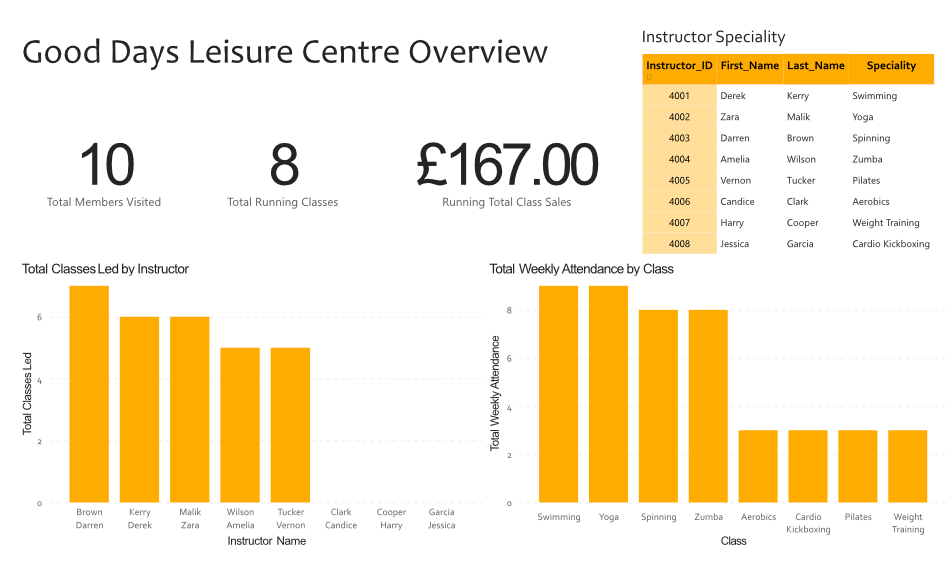 Good Days Leisure Centre Overview
10
Total Members Visited
8
Total Running Classes
£167.00
Running Total Class Sales
Instructor Speciality
Instructor_ID First_Name Last_Name Speciality
4001 Derek Kerry Swimming
4002 Zara Malik Yoga
4003 Darren Brown Spinning
4004 Amelia Wilson Zumba
4005 Vernon Tucker Pilates
4006 Candice Clark Aerobics
4007 Harry Cooper Weight Training
4008 Jessica Garcia Cardio Kickboxing
Total Classes Led by Instructor
Total Classes Led
6
4
2
0
Brown Kerry Malik Wilson Tucker Clark Cooper Garcia
Darren Derek Zara Amelia Vernon Candice Harry Jessica
Instructor Name
Total Weekly Attendance by Class
Total Weekly Attendance
8
6
4
2
0
Swimming Yoga Spinning Zumba Aerobics Cardio Pilates Weight
Kickboxing Training
Class